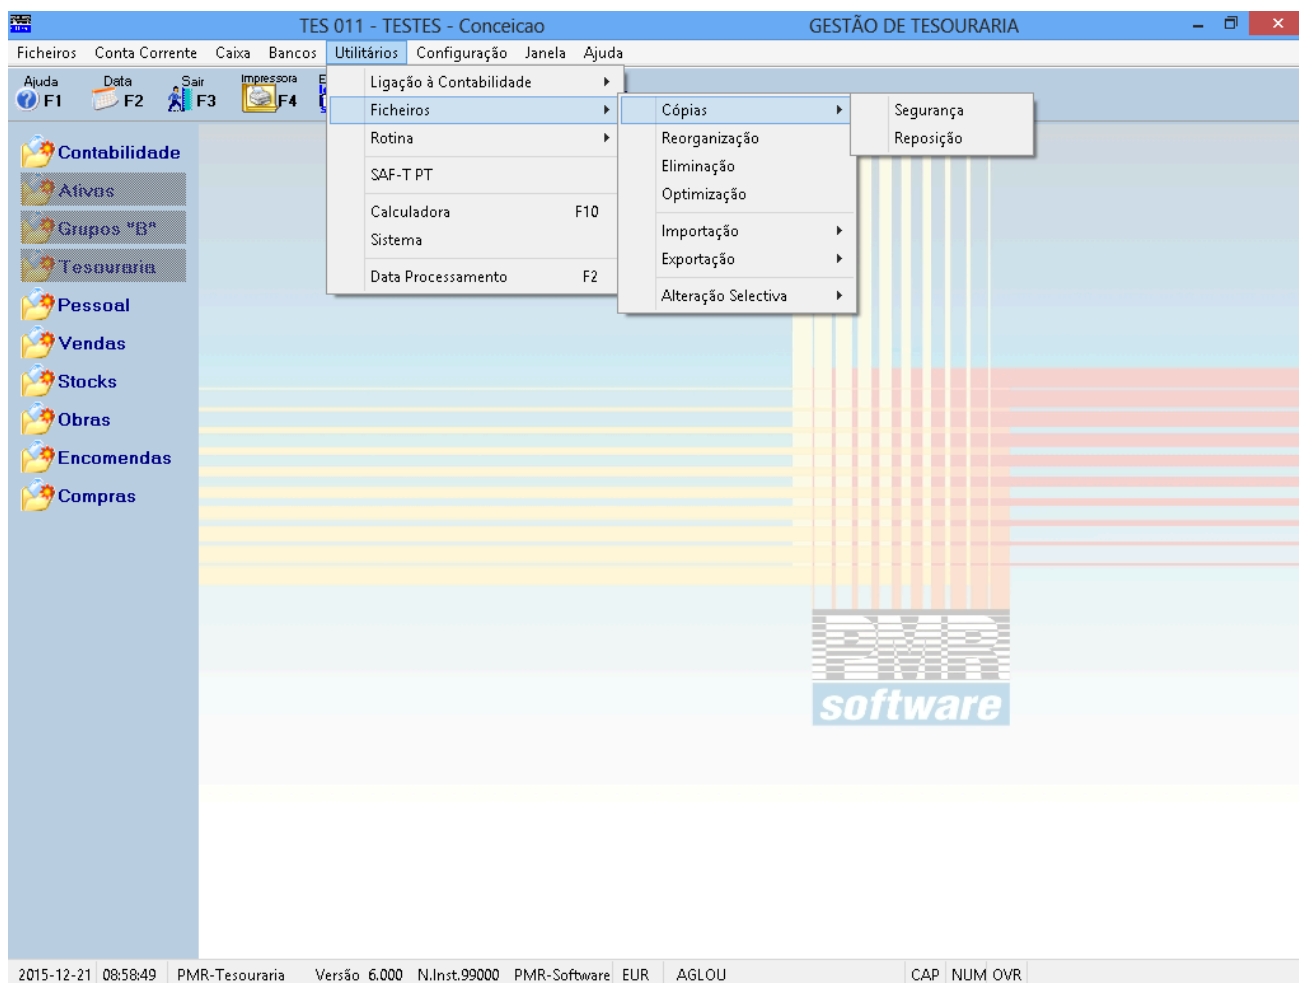 TES 011 - TESTES - Conceicao GESTÃO DE TESOURARIA
Ficheiros Conta Corrente Caixa Bancos Utilitários Configuração Janela Ajuda
Ajuda Data Sair Impressora
F1 F2 F3 F4
Ligação à Contabilidade
Ficheiros
Rotina
SAF-T PT
Calculadora F10
Sistema
Data Processamento F2
Cópias
Reorganização
Eliminação
Optimização
Importação
Exportação
Alteração Selectiva
Segurança
Reposição
Contabilidade
Ativos
Grupos "B"
Tesouraria
Pessoal
Vendas
Stocks
Obras
Encomendas
Compras
PMR
software
2015-12-21 08:58:49 PMR-Tesouraria Versão 6.000 N.Inst.99000 PMR-Software EUR AGLOU CAP NUM OVR